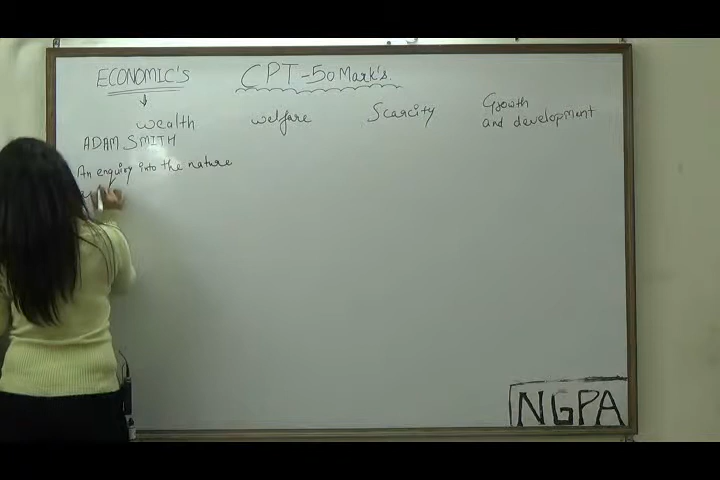 ECONOMIC'S
CPT-50 Mark's.
wealth
welfare
Scarcity
Growth
and development
ADAM SMITH
An enquiry into the nature
NGPA